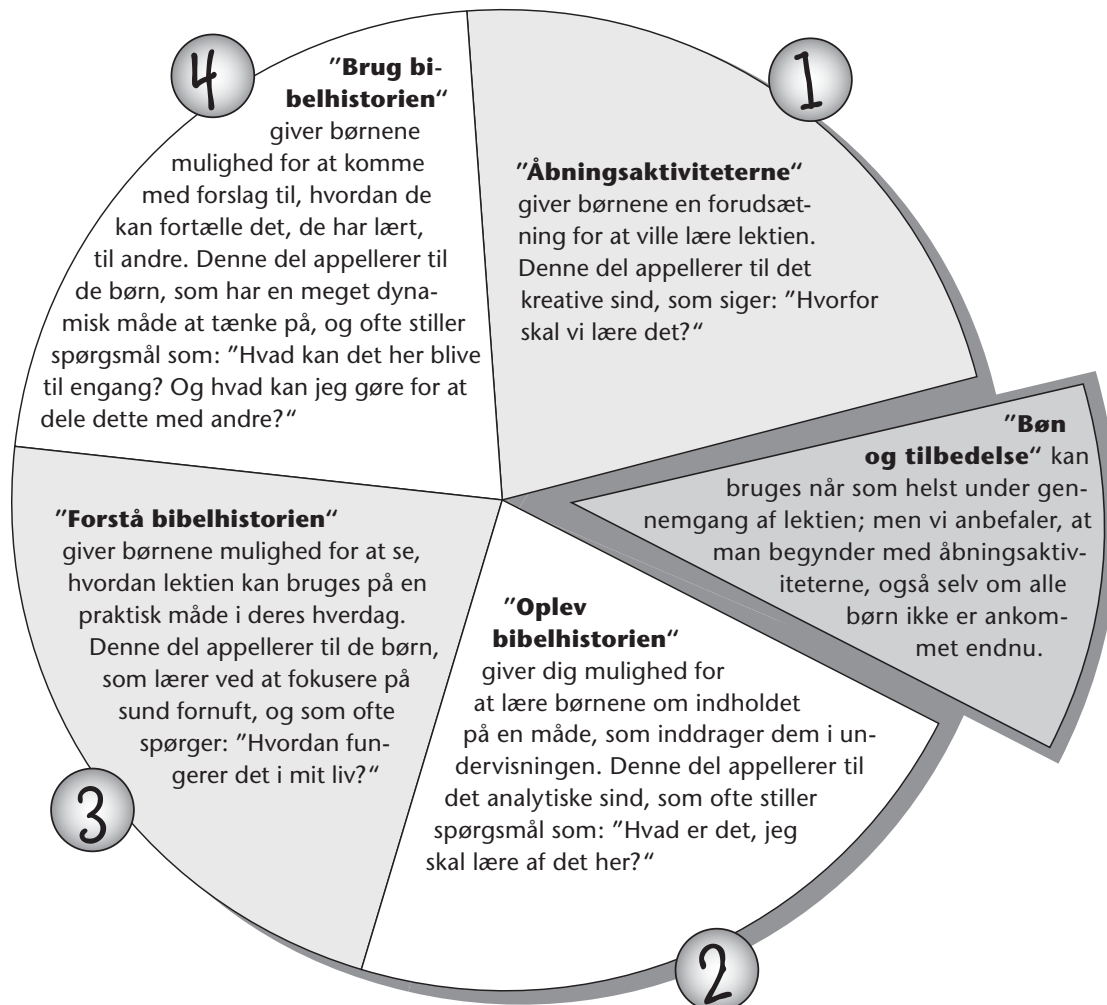 1
”Åbningsaktiviteterne“
giver børnene en forudsæt-
ning for at ville lære lektien.
Denne del appellerer til det
kreative sind, som siger: ”Hvorfor
skal vi lære det?“
”Bøn
og tilbedelse“ kan
bruges når som helst under gen-
nemgang af lektien; men vi anbefaler, at
man begynder med åbningsaktiv-
iteterne, også selv om alle
børn ikke er ankom-
met endnu.
2
”Oplev
bibelhistorien“
giver dig mulighed for
at lære børnene om indholdet
på en måde, som inddrager dem i un-
dervisningen. Denne del appellerer til
det analytiske sind, som ofte stiller
spørgsmål som: ”Hvad er det, jeg
skal lære af det her?“
3
”Forstå bibelhistorien“
giver børnene mulighed for at se,
hvordan lektien kan bruges på en
praktisk måde i deres hverdag.
Denne del appellerer til de børn,
som lærer ved at fokusere på
sund fornuft, og som ofte
spørger: ”Hvordan fun-
gerer det i mit liv?“
4
”Brug bi-
belhistorien“
giver børnene
mulighed for at komme
med forslag til, hvordan de
kan fortælle det, de har lært,
til andre. Denne del appellerer til
de børn, som har en meget dyna-
misk måde at tænke på, og ofte stiller
spørgsmål som: ”Hvad kan det her blive
til engang? Og hvad kan jeg gøre for at
dele dette med andre?“